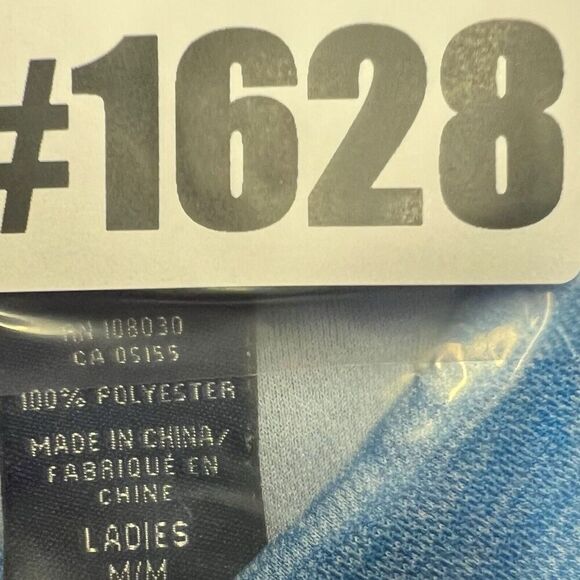 #1628
RN 108030
CA 05155
100% POLYESTER
MADE IN CHINA/
FABRIQUÉ EN
CHINE
LADIES
M/M